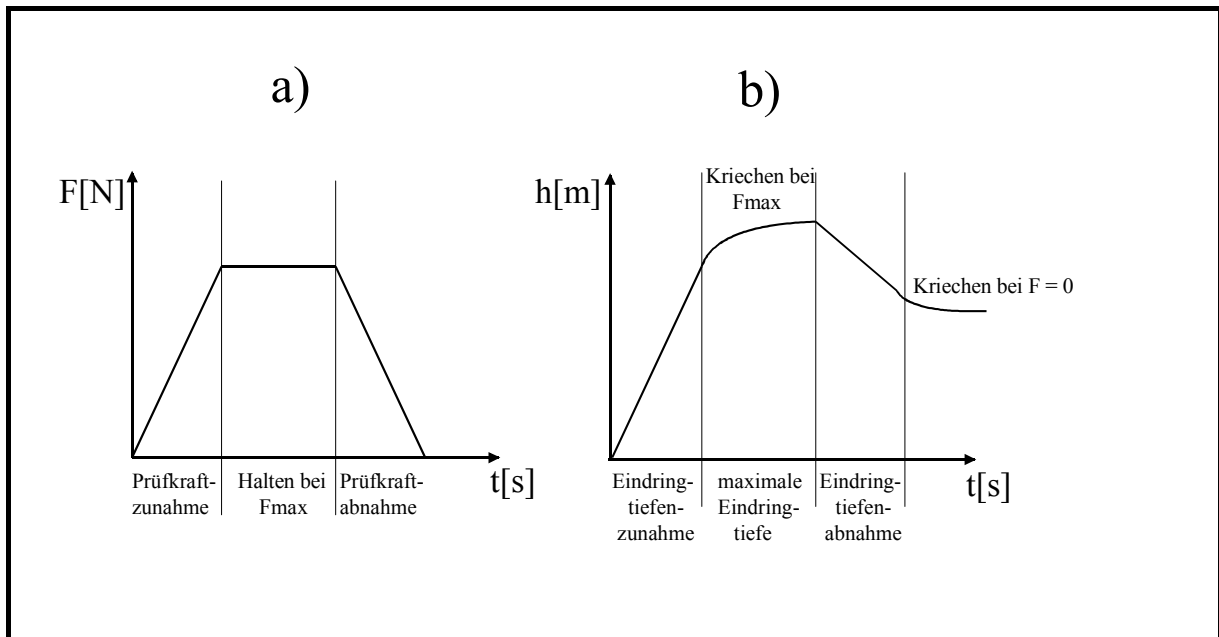 a)
F[N]
t[s]
Prüfkraft-
zunahme
Halten bei
Fmax
Prüfkraft-
abnahme
b)
h[m]
Kriechen bei
Fmax
Kriechen bei F = 0
t[s]
Eindring-
tiefen-
zunahme
maximale
Eindring-
tiefe
Eindring-
tiefen-
abnahme